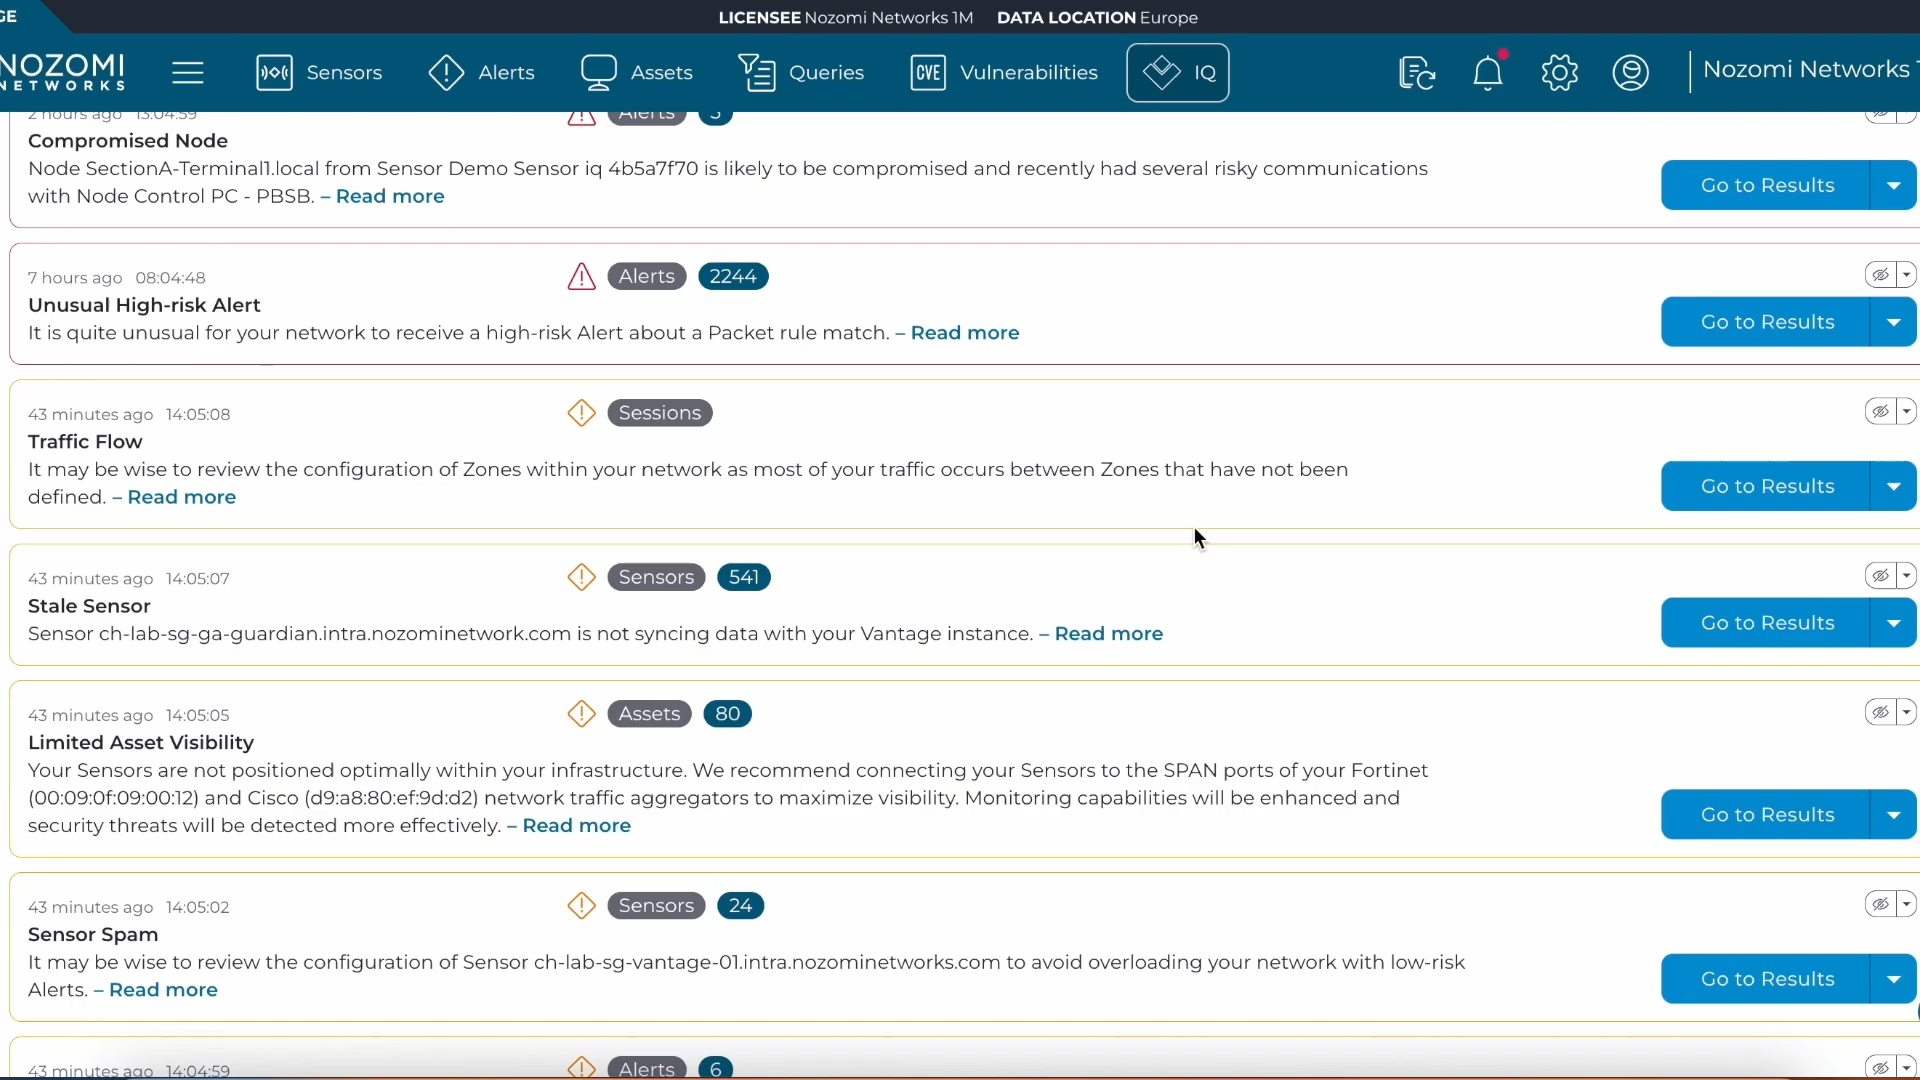 GE
LICENSEE Nozomi Networks 1M DATA LOCATION Europe
NOZOMI
NETWORKS
Sensors
Alerts
Assets
Queries
CVE
Vulnerabilities
IQ
Nozomi Networks 1
2 hours ago 13:04:59
Alerts 3
Compromised Node
Node SectionA-Terminal1.local from Sensor Demo Sensor iq 4b5a7f70 is likely to be compromised and recently had several risky communications
with Node Control PC - PBSB. – Read more
Go to Results
7 hours ago 08:04:48
Alerts 2244
Unusual High-risk Alert
It is quite unusual for your network to receive a high-risk Alert about a Packet rule match. – Read more
Go to Results
43 minutes ago 14:05:08
Sessions
Traffic Flow
It may be wise to review the configuration of Zones within your network as most of your traffic occurs between Zones that have not been
defined. – Read more
Go to Results
43 minutes ago 14:05:07
Sensors 541
Stale Sensor
Sensor ch-lab-sg-ga-guardian.intra.nozominetwork.com is not syncing data with your Vantage instance. – Read more
Go to Results
43 minutes ago 14:05:05
Assets 80
Limited Asset Visibility
Your Sensors are not positioned optimally within your infrastructure. We recommend connecting your Sensors to the SPAN ports of your Fortinet
(00:09:0f:09:00:12) and Cisco (d9:a8:80:ef:9d:d2) network traffic aggregators to maximize visibility. Monitoring capabilities will be enhanced and
security threats will be detected more effectively. – Read more
Go to Results
43 minutes ago 14:05:02
Sensors 24
Sensor Spam
It may be wise to review the configuration of Sensor ch-lab-sg-vantage-01.intra.nozominetworks.com to avoid overloading your network with low-risk
Alerts. – Read more
Go to Results
43 minutes ago 14:04:59
Alerts 6